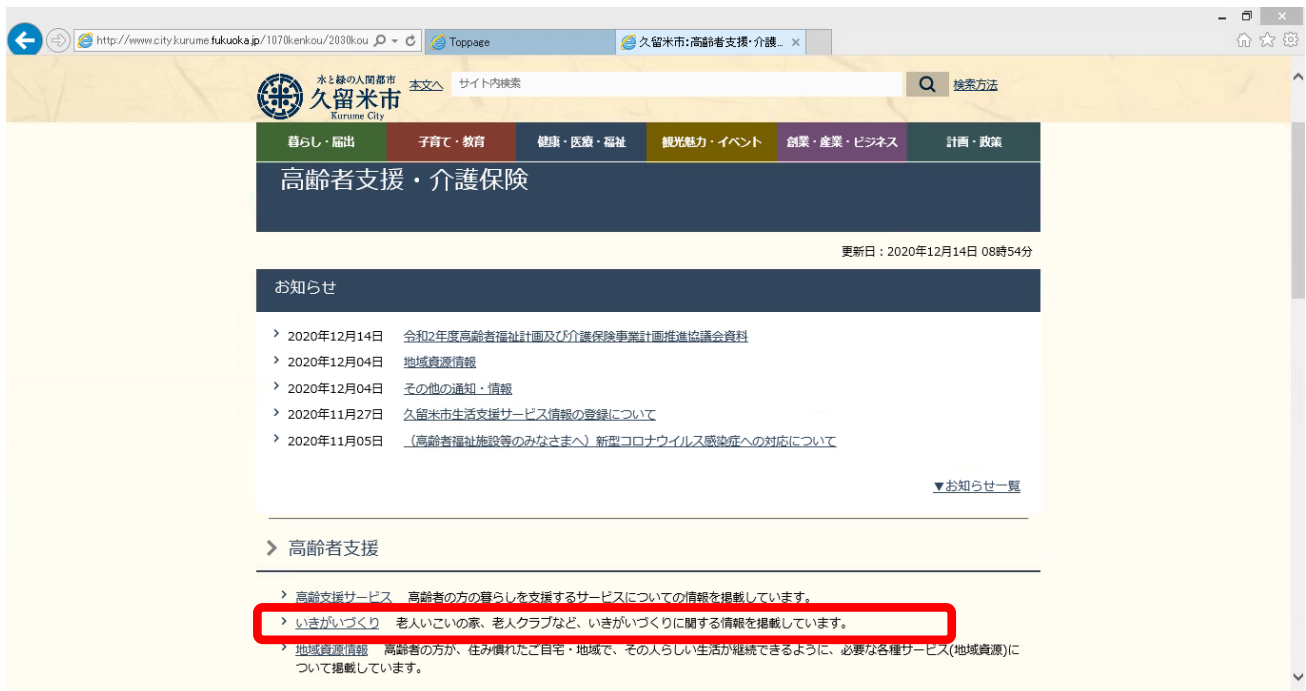 http://www.city.kurume.fukuoka.jp/1070kenkou/2030kou
Toppage
久留米市:高齢者支援・介護...
水と緑の人間都市
久留米市
Kurume City
本文へ
サイト内検索
検索方法
暮らし・届出 子育て・教育 健康・医療・福祉 観光魅力・イベント 創業・産業・ビジネス 計画・政策
高齢者支援・介護保険
更新日：2020年12月14日 08時54分
お知らせ
2020年12月14日 令和2年度高齢者福祉計画及び介護保険事業計画推進協議会資料
2020年12月04日 地域資源情報
2020年12月04日 その他の通知・情報
2020年11月27日 久留米市生活支援サービス情報の登録について
2020年11月05日 （高齢者福祉施設等のみなさまへ）新型コロナウイルス感染症への対応について
▼お知らせ一覧
高齢者支援
高齢支援サービス 高齢者の方の暮らしを支援するサービスについての情報を掲載しています。
いきがいづくり 老人いこいの家、老人クラブなど、いきがいづくりに関する情報を掲載しています。
地域資源情報 高齢者の方が、住み慣れたご自宅・地域で、その人らしい生活が継続できるように、必要な各種サービス(地域資源)に
ついて掲載しています。